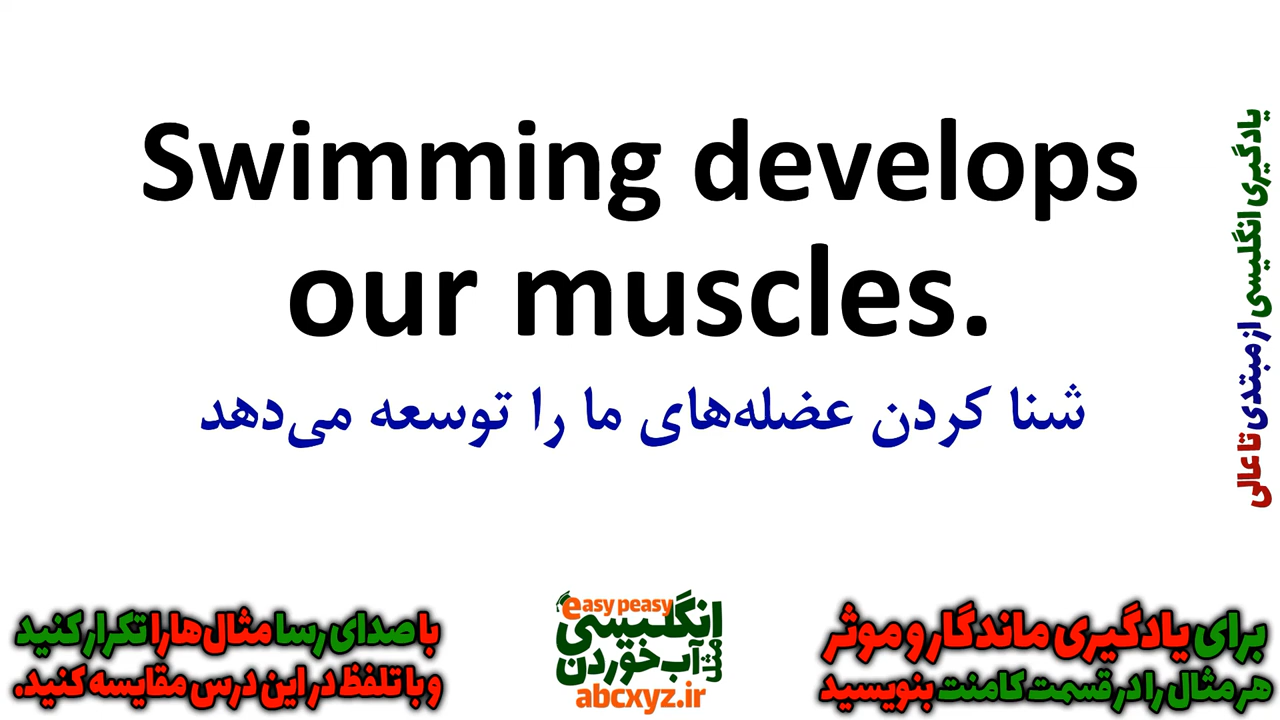 Swimming develops
our muscles.
شنا کردن عضله‌های ما را توسعه می‌دهد
یادگیری انگلیسی از مبتدی تا عالی
با صدای رسا مثال‌ها را تکرار کنید
و با تلفظ در این درس مقایسه کنید.
easy peasy
انگلیسی
مثل آب خوردن
abcxyz.ir
برای یادگیری ماندگار و موثر
هر مثال را در قسمت کامنت بنویسید